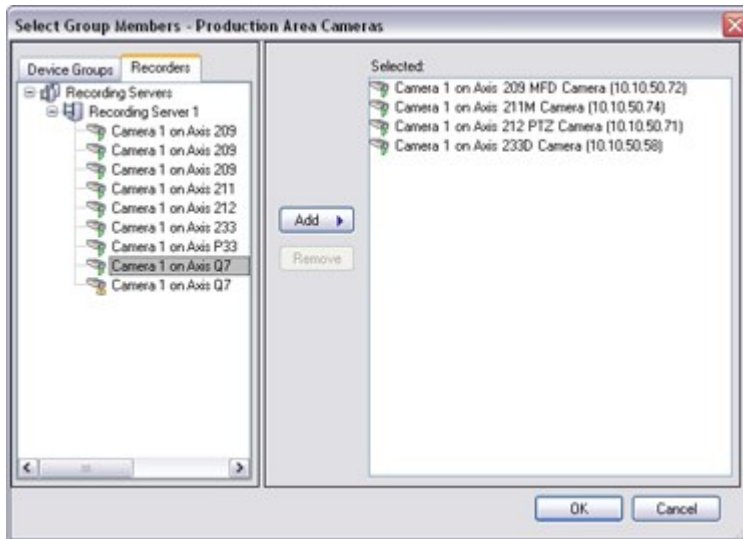 Select Group Members - Production Area Cameras
Device Groups
Recorders
Recording Servers
Recording Server 1
Camera 1 on Axis 209
Camera 1 on Axis 209
Camera 1 on Axis 209
Camera 1 on Axis 211
Camera 1 on Axis 212
Camera 1 on Axis 233
Camera 1 on Axis P33
Camera 1 on Axis Q7
Camera 1 on Axis Q7
Add
Remove
Selected:
Camera 1 on Axis 209 MFD Camera (10.10.50.72)
Camera 1 on Axis 211M Camera (10.10.50.74)
Camera 1 on Axis 212 PTZ Camera (10.10.50.71)
Camera 1 on Axis 233D Camera (10.10.50.58)
OK
Cancel